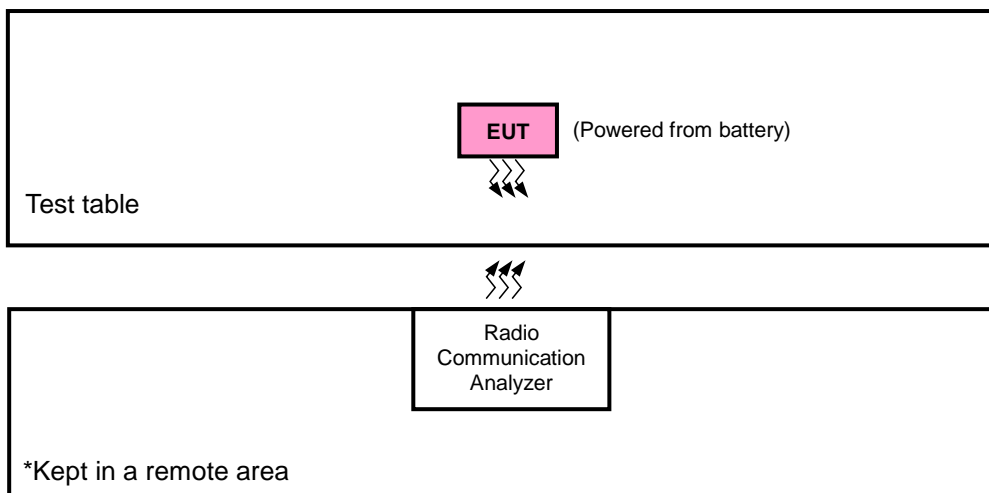 EUT (Powered from battery)
Test table
Radio
Communication
Analyzer
*Kept in a remote area